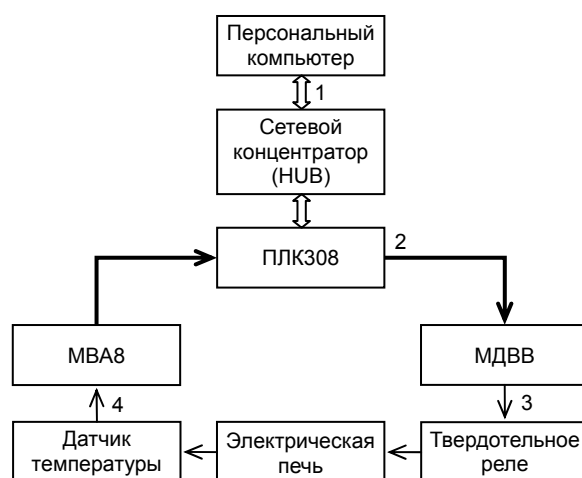 Персональный
компьютер
1
Сетевой
концентратор
(HUB)
ПЛК308
2
МВА8
МДВВ
4
3
Датчик
температуры
Электрическая
печь
Твердотельное
реле